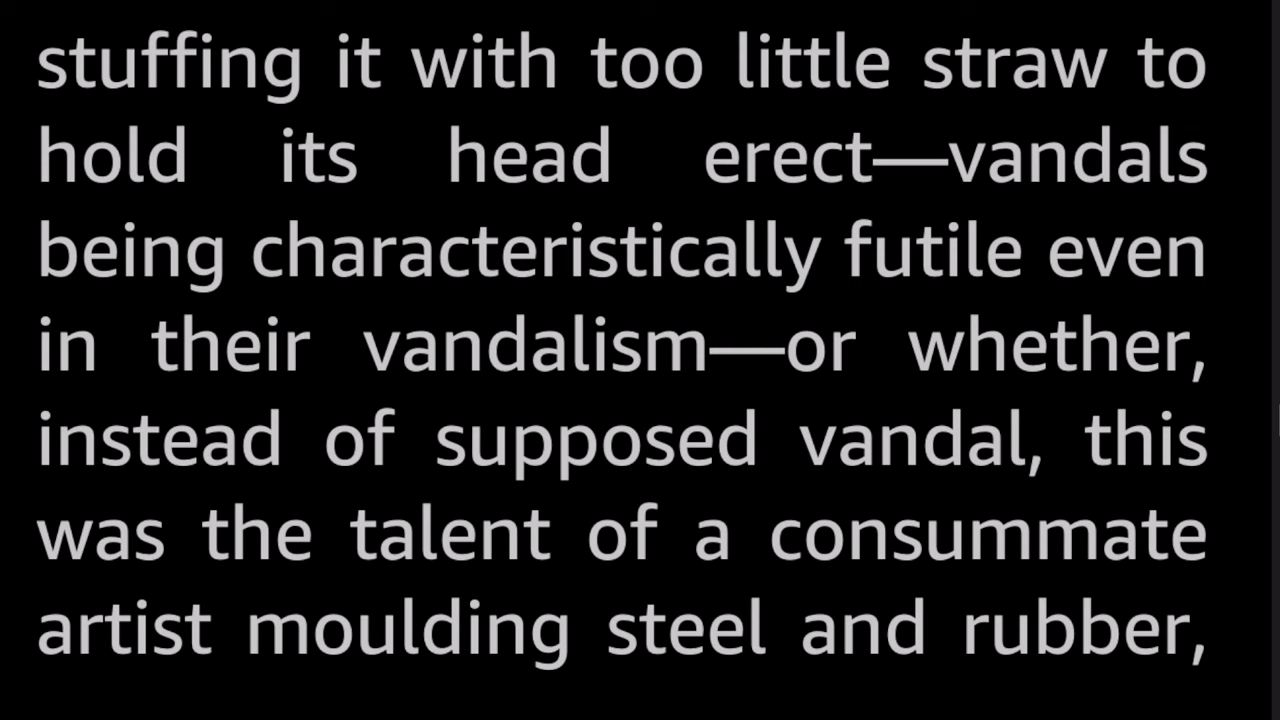 stuffing it with too little straw to
hold its head erect—vandals
being characteristically futile even
in their vandalism—or whether,
instead of supposed vandal, this
was the talent of a consummate
artist moulding steel and rubber,